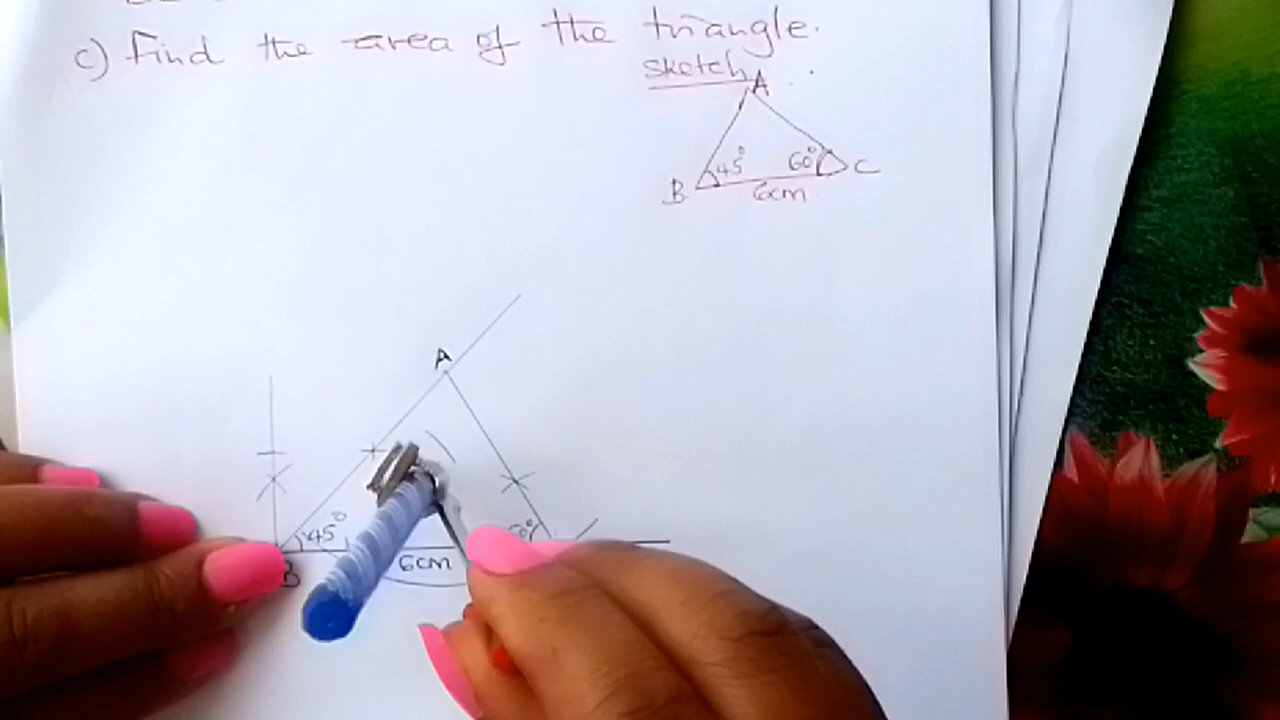 c) Find the area of the triangle.
sketch
A
45° 60°
B 6cm C
A
45°
B 6cm